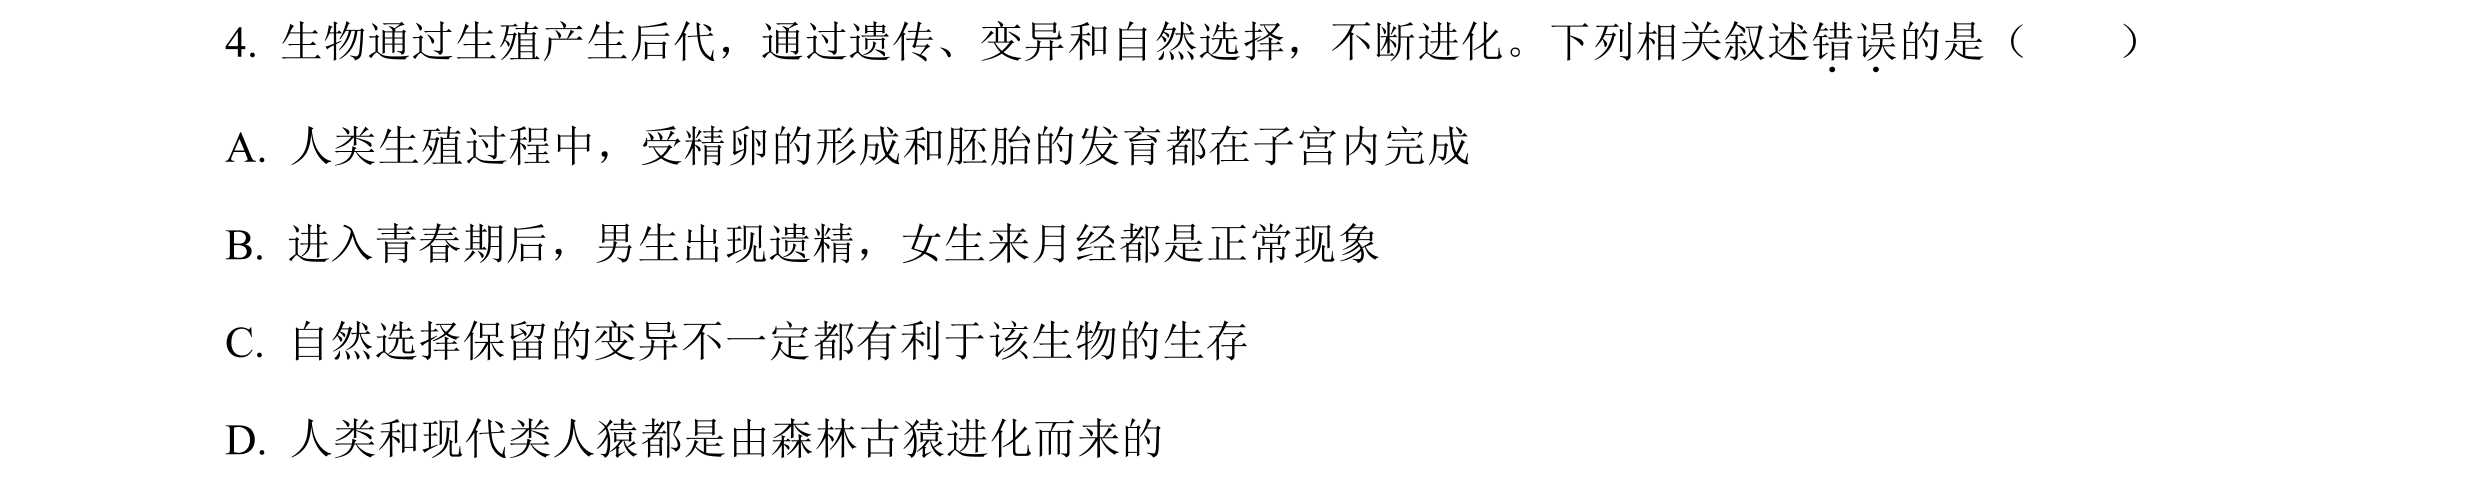 4. 生物通过生殖产生后代，通过遗传、变异和自然选择，不断进化。下列相关叙述错误的是（　　）
A. 人类生殖过程中，受精卵的形成和胚胎的发育都在子宫内完成
B. 进入青春期后，男生出现遗精，女生来月经都是正常现象
C. 自然选择保留的变异不一定都有利于该生物的生存
D. 人类和现代类人猿都是由森林古猿进化而来的